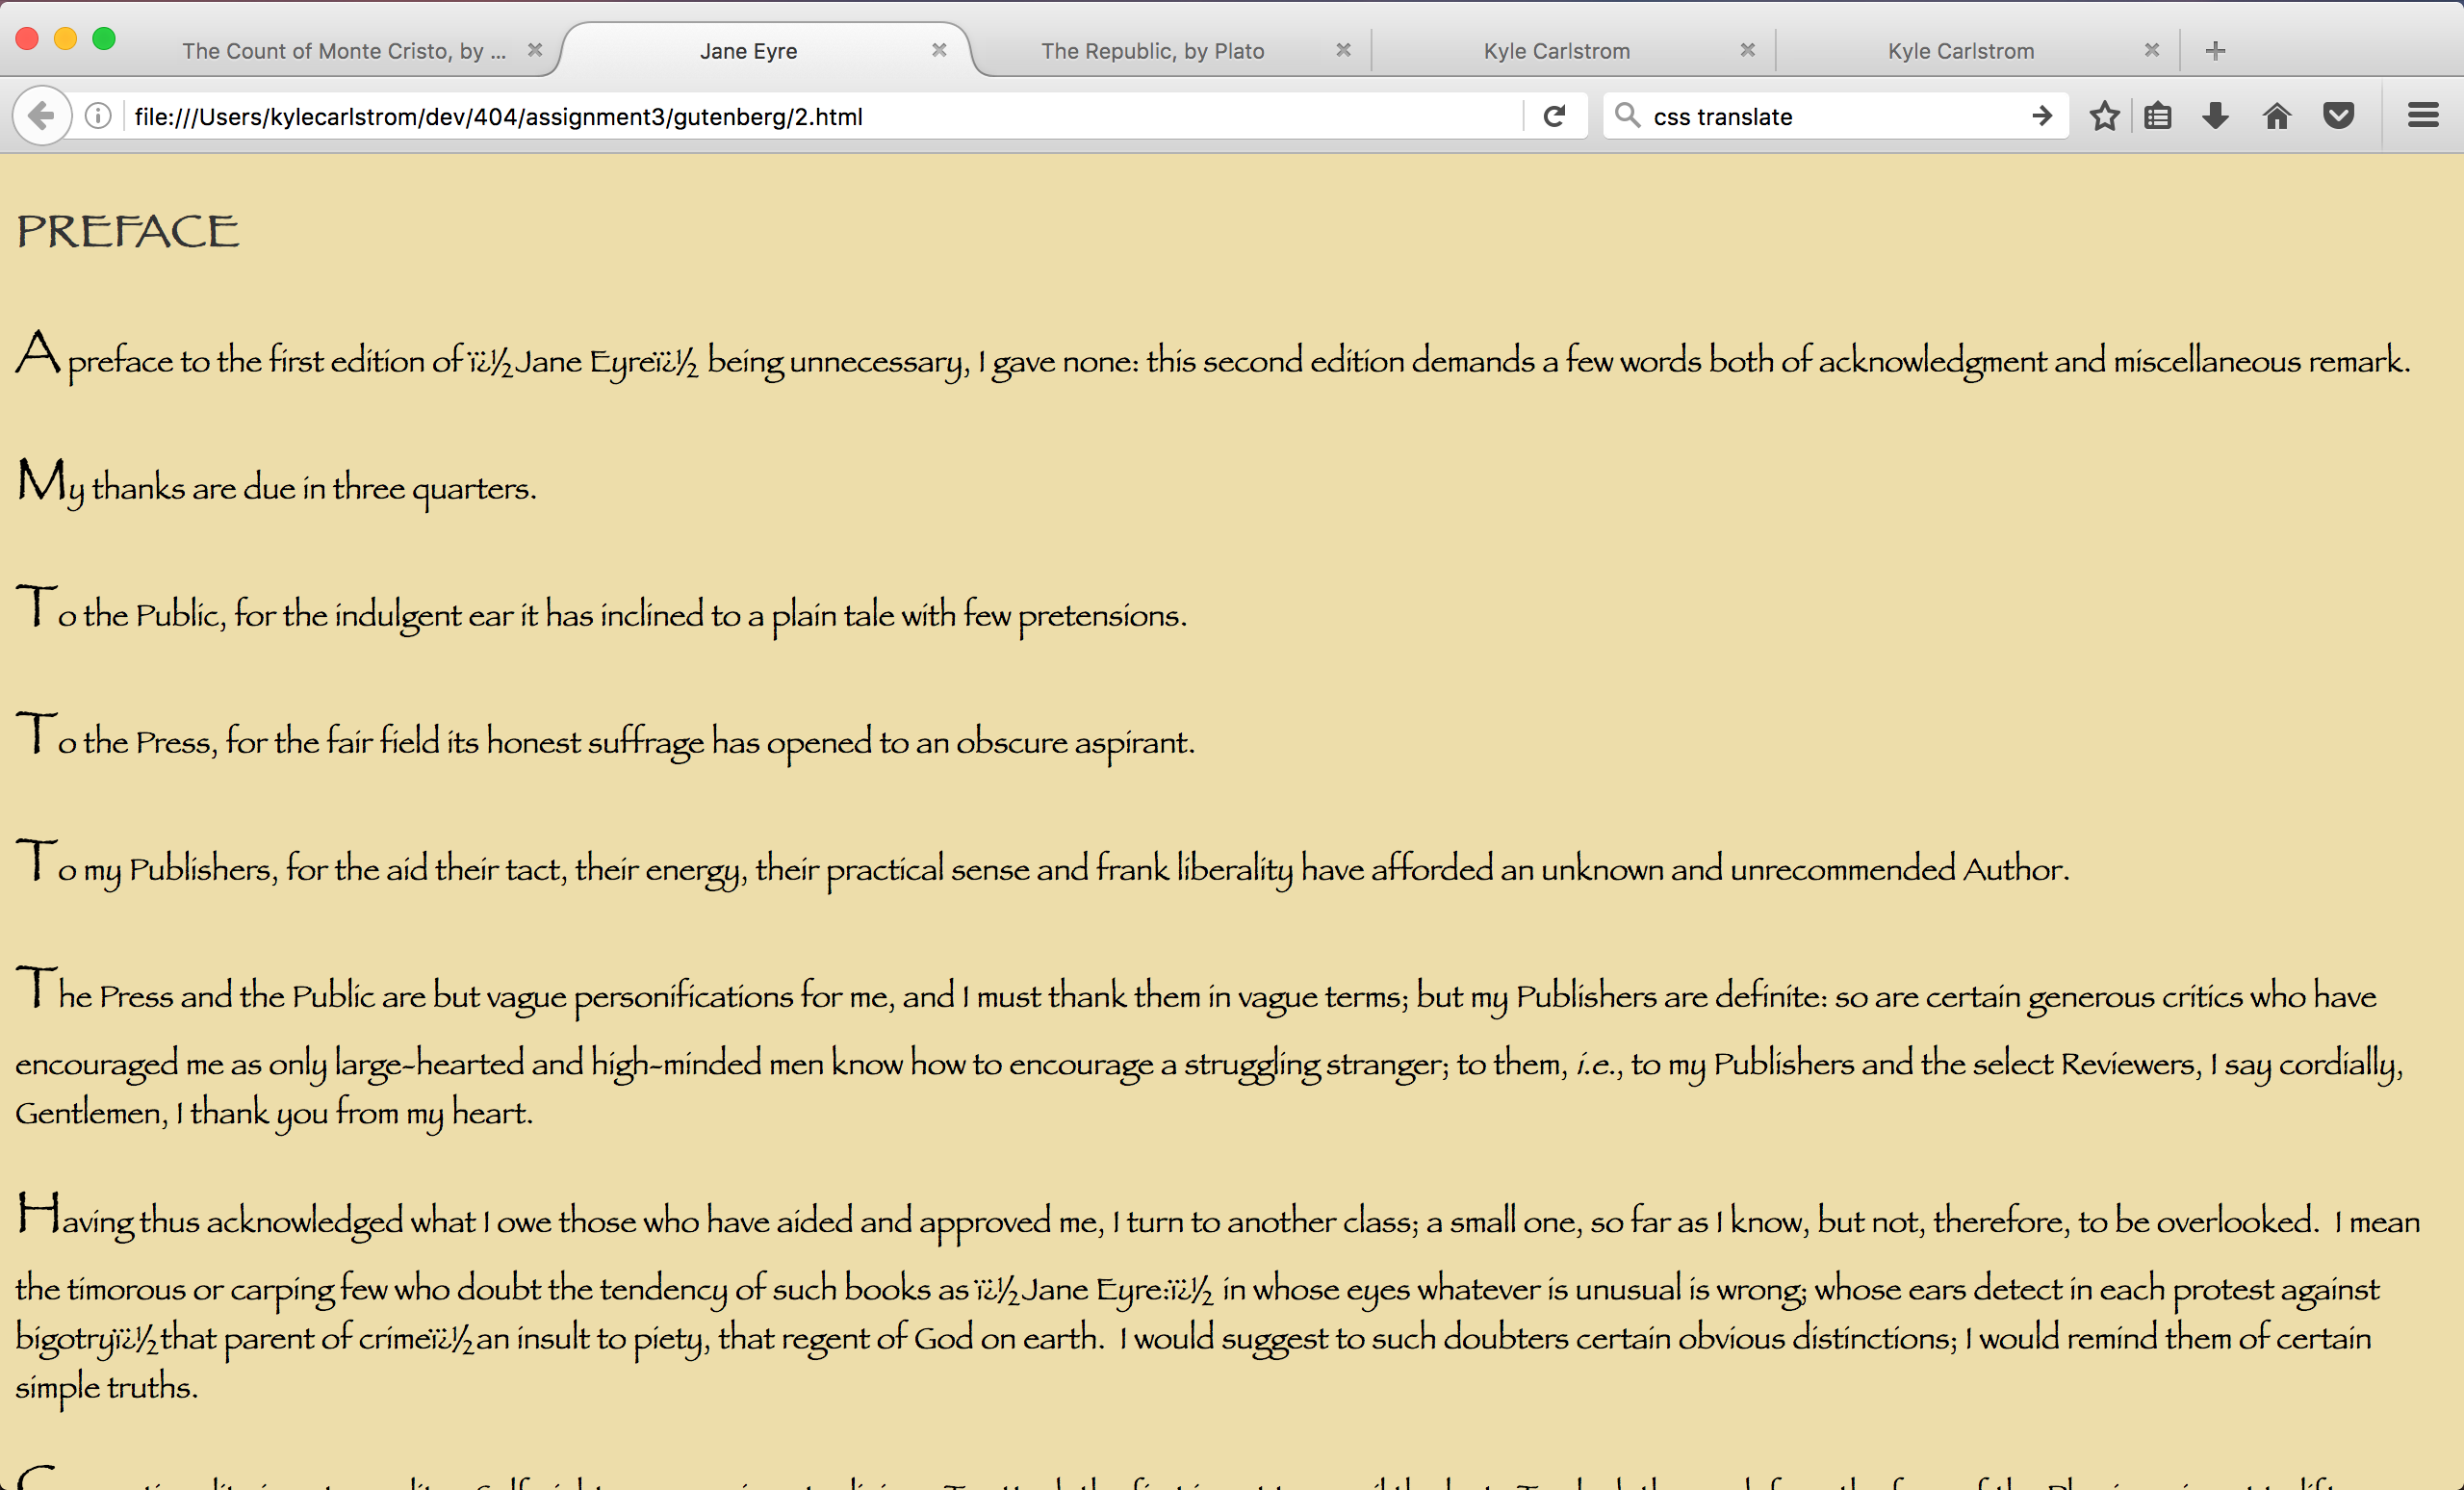 The Count of Monte Cristo, by ...
Jane Eyre
The Republic, by Plato
Kyle Carlstrom
Kyle Carlstrom
file:///Users/kylecarlstrom/dev/404/assignment3/gutenberg/2.html
css translate
PREFACE
A preface to the first edition of ï¿½Jane Eyreï¿½ being unnecessary, I gave none: this second edition demands a few words both of acknowledgment and miscellaneous remark.
My thanks are due in three quarters.
To the Public, for the indulgent ear it has inclined to a plain tale with few pretensions.
To the Press, for the fair field its honest suffrage has opened to an obscure aspirant.
To my Publishers, for the aid their tact, their energy, their practical sense and frank liberality have afforded an unknown and unrecommended Author.
The Press and the Public are but vague personifications for me, and I must thank them in vague terms; but my Publishers are definite: so are certain generous critics who have
encouraged me as only large-hearted and high-minded men know how to encourage a struggling stranger; to them, i.e., to my Publishers and the select Reviewers, I say cordially,
Gentlemen, I thank you from my heart.
Having thus acknowledged what I owe those who have aided and approved me, I turn to another class; a small one, so far as I know, but not, therefore, to be overlooked.  I mean
the timorous or carping few who doubt the tendency of such books as ï¿½Jane Eyre:ï¿½ in whose eyes whatever is unusual is wrong; whose ears detect in each protest against
bigotryï¿½that parent of crimeï¿½an insult to piety, that regent of God on earth.  I would suggest to such doubters certain obvious distinctions; I would remind them of certain
simple truths.